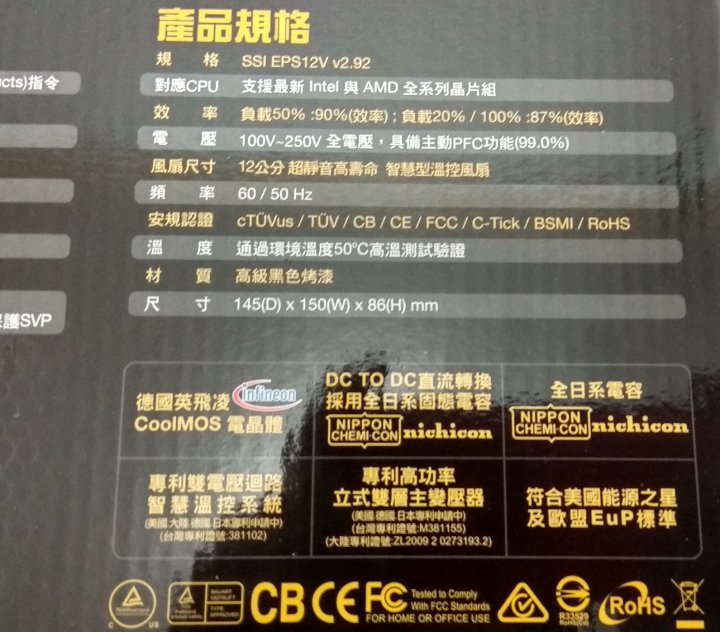 產品規格
規 格 SSI EPS12V v2.92
cts)指令
對應CPU 支援最新 Intel 與 AMD 全系列晶片組
效 率 負載50% :90%(效率) ; 負載20% / 100% :87%(效率)
電 壓 100V~250V 全電壓，具備主動PFC功能(99.0%)
風扇尺寸 12公分 超靜音高壽命 智慧型溫控風扇
頻 率 60 / 50 Hz
安規認證 cTÜVus / TÜV / CB / CE / FCC / C-Tick / BSMI / RoHS
溫 度 通過環境溫度50°C高溫測試驗證
材 質 高級黑色烤漆
尺 寸 145(D) x 150(W) x 86(H) mm
護SVP
德國英飛凌 Infineon
CoolMOS 電晶體
DC TO DC直流轉換
採用全日系固態電容
NIPPON CHEMI-CON nichicon
全日系電容
NIPPON CHEMI-CON nichicon
專利雙電壓迴路
智慧溫控系統
(美國.大陸.德國.日本專利申請中)
(台灣專利證號:381102)
專利高功率
立式雙層主變壓器
(美國.德國.日本專利申請中)
(台灣專利證號:M381155)
(大陸專利證號:ZL2009 2 0273193.2)
符合美國能源之星
及歐盟EuP標準
TÜVRheinland
C US
TÜV Rheinland
BAUART GEPRÜFT
TYPE APPROVED
CB CE FC Tested to Comply
With FCC Standards
FOR HOME OR OFFICE USE
R33529
RoHS